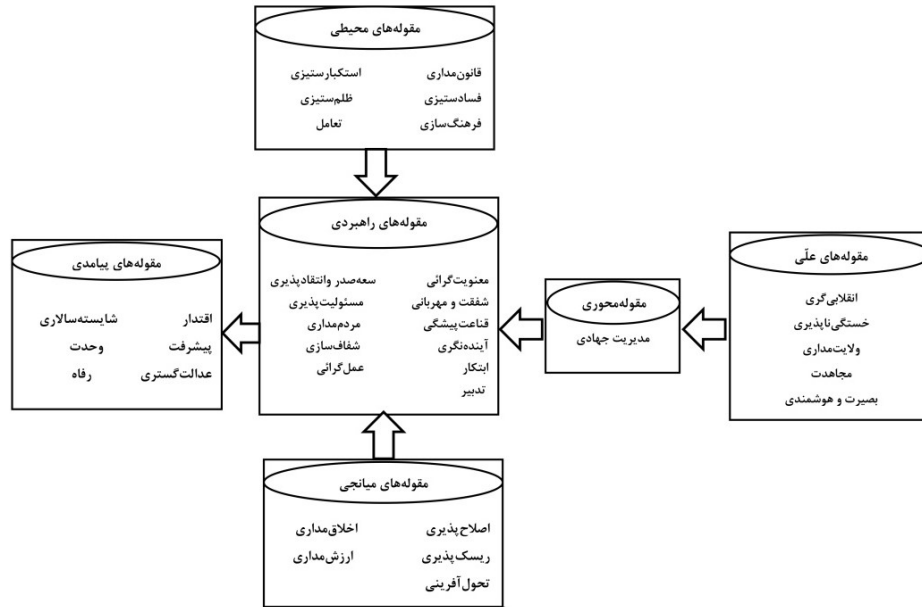 مقوله‌های محیطی
قانون‌مداری استکبارستیزی
فسادستیزی ظلم‌ستیزی
فرهنگ‌سازی تعامل
مقوله‌های علّی
انقلابی‌گری
خستگی‌ناپذیری
ولایت‌مداری
مجاهدت
بصیرت و هوشمندی
مقوله‌محوری
مدیریت جهادی
مقوله‌های راهبردی
معنویت‌گرائی سعه‌صدر وانتقادپذیری
شفقت و مهربانی مسئولیت‌پذیری
قناعت‌پیشگی مردم‌مداری
آینده‌نگری شفاف‌سازی
ابتکار عمل‌گرائی
تدبیر
مقوله‌های پیامدی
اقتدار شایسته‌سالاری
پیشرفت وحدت
عدالت‌گستری رفاه
مقوله‌های میانجی
اصلاح‌پذیری اخلاق‌مداری
ریسک‌پذیری ارزش‌مداری
تحول‌آفرینی